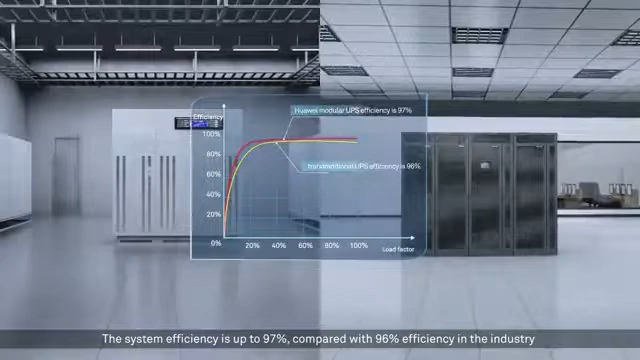 Efficiency
Huawei modular UPS efficiency is 97%
100%
80%
tranditional UPS efficiency is 96%
60%
40%
20%
0%
20% 40% 60% 80% 100%
Load factor
The system efficiency is up to 97%, compared with 96% efficiency in the industry